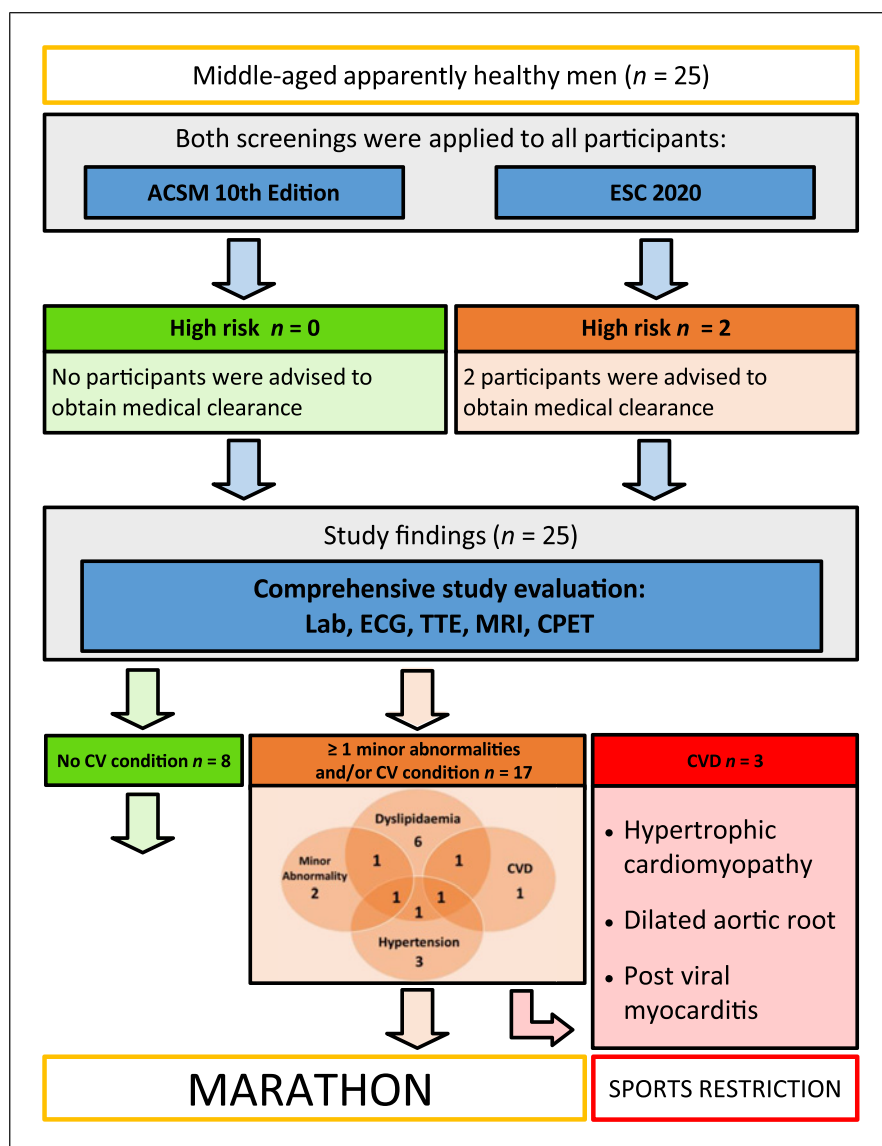 Middle-aged apparently healthy men (n = 25)
Both screenings were applied to all participants:
ACSM 10th Edition
ESC 2020
High risk n = 0
No participants were advised to
obtain medical clearance
High risk n = 2
2 participants were advised to
obtain medical clearance
Study findings (n = 25)
Comprehensive study evaluation:
Lab, ECG, TTE, MRI, CPET
No CV condition n = 8
≥ 1 minor abnormalities
and/or CV condition n = 17
Dyslipidaemia
6
1
1
Minor
Abnormality
2
CVD
1
1
1
1
Hypertension
3
CVD n = 3
• Hypertrophic
cardiomyopathy
• Dilated aortic root
• Post viral
myocarditis
MARATHON
SPORTS RESTRICTION